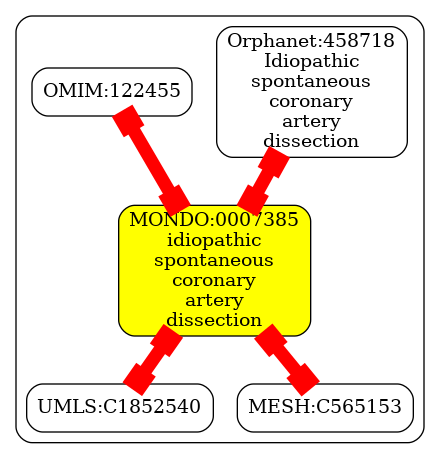 OMIM:122455
Orphanet:458718
Idiopathic
spontaneous
coronary
artery
dissection
MONDO:0007385
idiopathic
spontaneous
coronary
artery
dissection
UMLS:C1852540
MESH:C565153